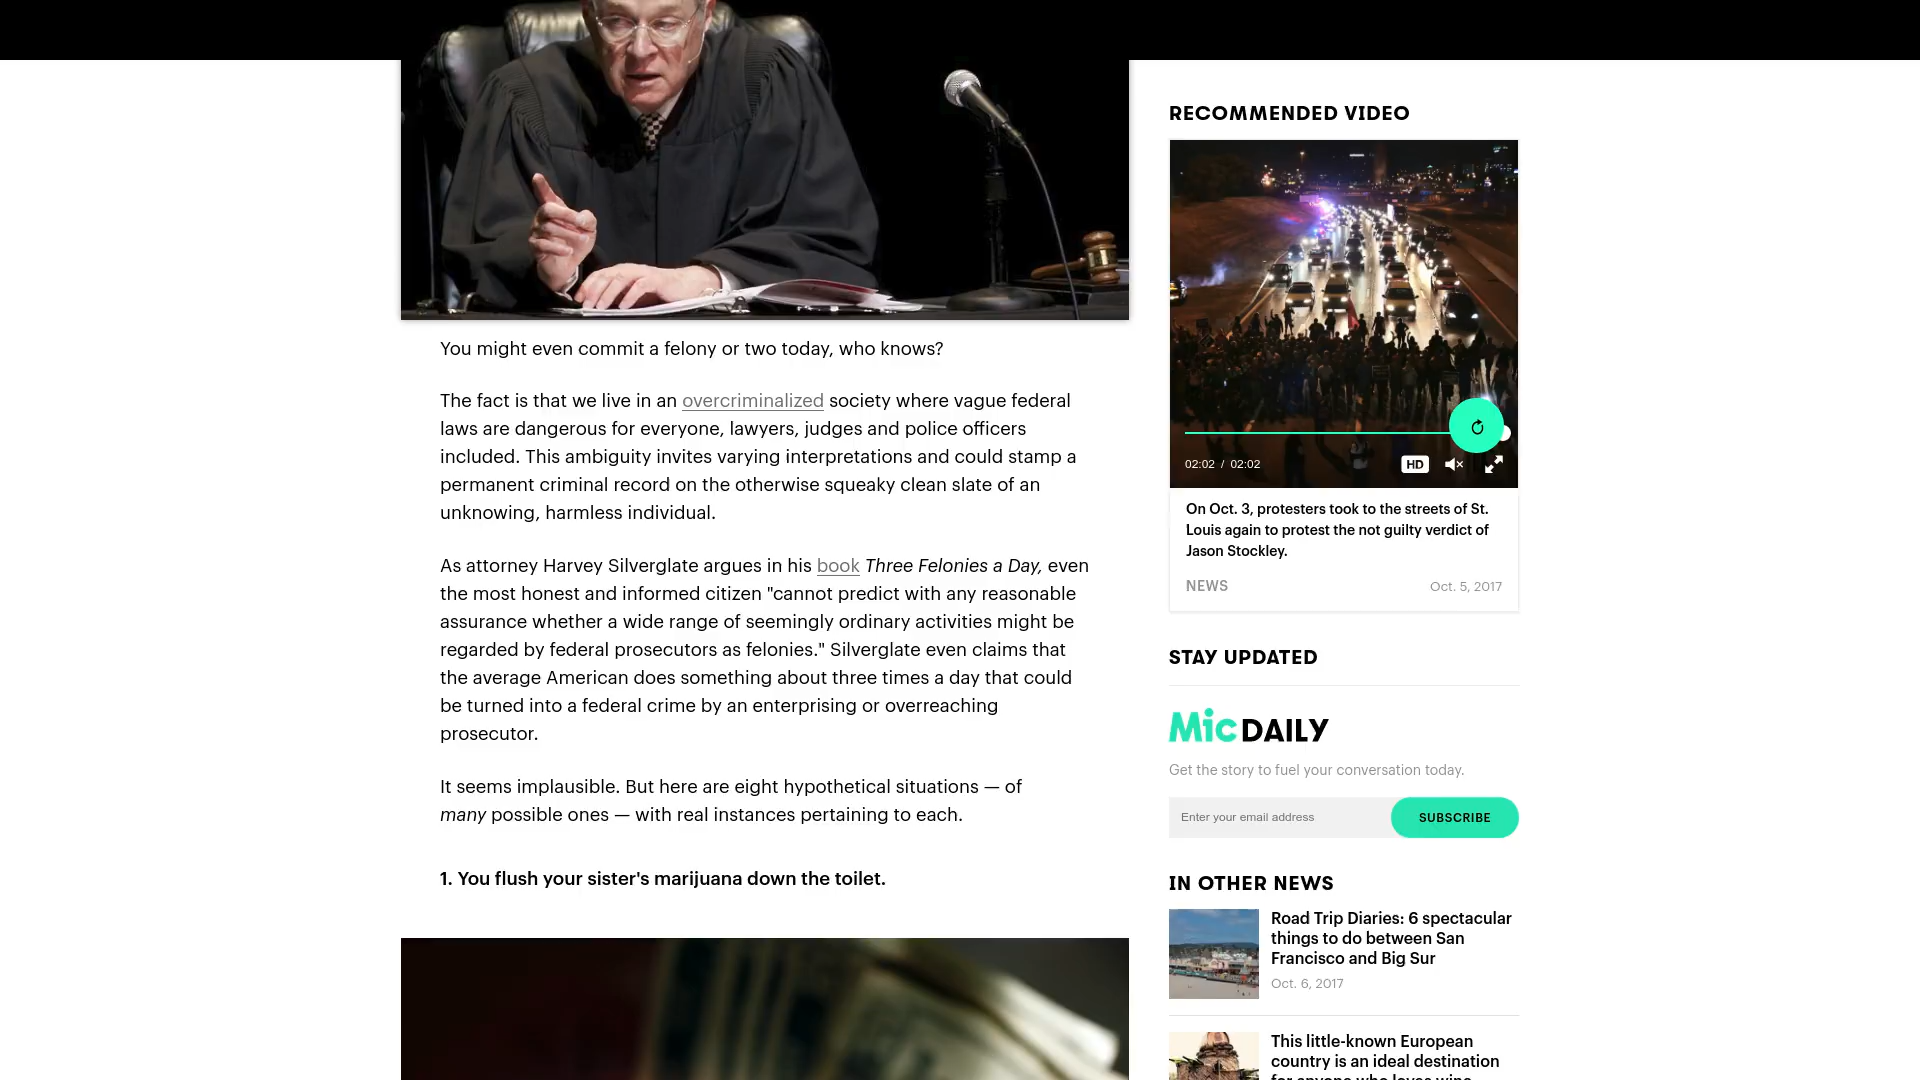 You might even commit a felony or two today, who knows?
The fact is that we live in an overcriminalized society where vague federal
laws are dangerous for everyone, lawyers, judges and police officers
included. This ambiguity invites varying interpretations and could stamp a
permanent criminal record on the otherwise squeaky clean slate of an
unknowing, harmless individual.
As attorney Harvey Silverglate argues in his book Three Felonies a Day, even
the most honest and informed citizen "cannot predict with any reasonable
assurance whether a wide range of seemingly ordinary activities might be
regarded by federal prosecutors as felonies." Silverglate even claims that
the average American does something about three times a day that could
be turned into a federal crime by an enterprising or overreaching
prosecutor.
It seems implausible. But here are eight hypothetical situations — of
many possible ones — with real instances pertaining to each.
1. You flush your sister's marijuana down the toilet.
RECOMMENDED VIDEO
02:02 / 02:02
HD
On Oct. 3, protesters took to the streets of St.
Louis again to protest the not guilty verdict of
Jason Stockley.
NEWS
Oct. 5, 2017
STAY UPDATED
Mic DAILY
Get the story to fuel your conversation today.
Enter your email address
SUBSCRIBE
IN OTHER NEWS
Road Trip Diaries: 6 spectacular
things to do between San
Francisco and Big Sur
Oct. 6, 2017
This little-known European
country is an ideal destination
for anyone who loves wine